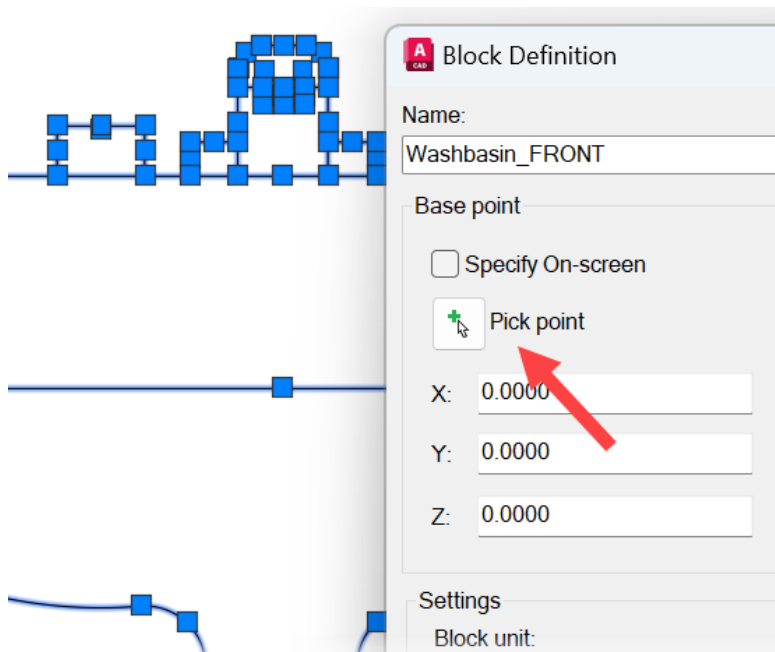 A
CAD
Block Definition
Name:
Washbasin_FRONT
Base point
Specify On-screen
Pick point
X: 0.0000
Y: 0.0000
Z: 0.0000
Settings
Block unit: